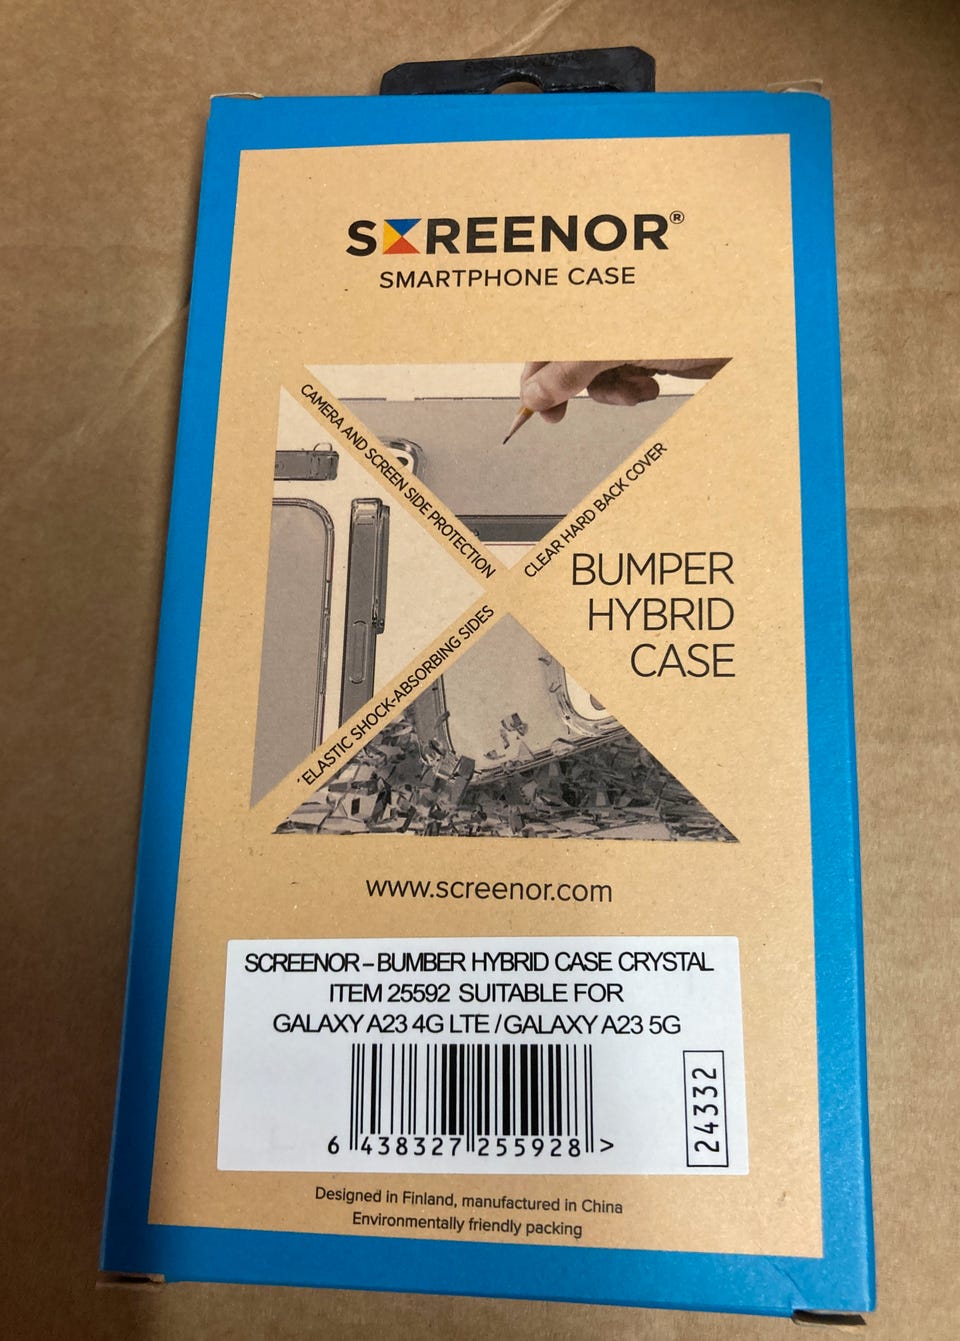 SCREENOR®
SMARTPHONE CASE
CAMERA AND SCREEN SIDE PROTECTION
CLEAR HARD BACK COVER
BUMPER
HYBRID
CASE
ELASTIC SHOCK-ABSORBING SIDES
www.screenor.com
SCREENOR – BUMBER HYBRID CASE CRYSTAL
ITEM 25592 SUITABLE FOR
GALAXY A23 4G LTE / GALAXY A23 5G
6 438327 255928 >
24332
Designed in Finland, manufactured in China
Environmentally friendly packing